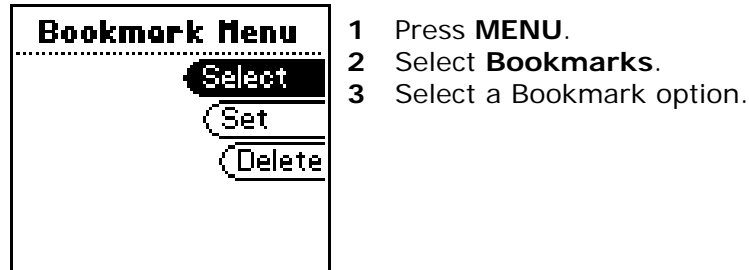 Bookmark Menu
Select
Set
Delete
1 Press MENU.
2 Select Bookmarks.
3 Select a Bookmark option.